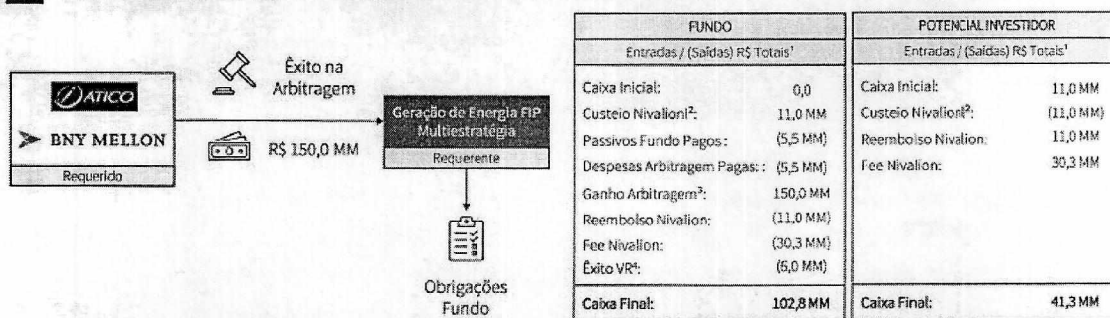 ATICO
BNY MELLON
Requerido
Êxito na
Arbitragem
R$ 150,0 MM
Geração de Energia FIP
Multiestratégia
Requerente
Obrigações
Fundo
FUNDO
Entradas / (Saídas) R$ Totais¹
Caixa Inicial: 0,0
Custeio Nivalionl²: 11,0 MM
Passivos Fundo Pagos: (5,5 MM)
Despesas Arbitragem Pagas: : (5,5 MM)
Ganho Arbitragem³: 150,0 MM
Reembolso Nivalion: (11,0 MM)
Fee Nivalion: (30,3 MM)
Êxito VR⁴: (5,0 MM)
Caixa Final: 102,8 MM
POTENCIAL INVESTIDOR
Entradas / (Saídas) R$ Totais¹
Caixa Inicial: 11,0 MM
Custeio Nivalionl²: (11,0 MM)
Reembolso Nivalion: 11,0 MM
Fee Nivalion: 30,3 MM
Caixa Final: 41,3 MM